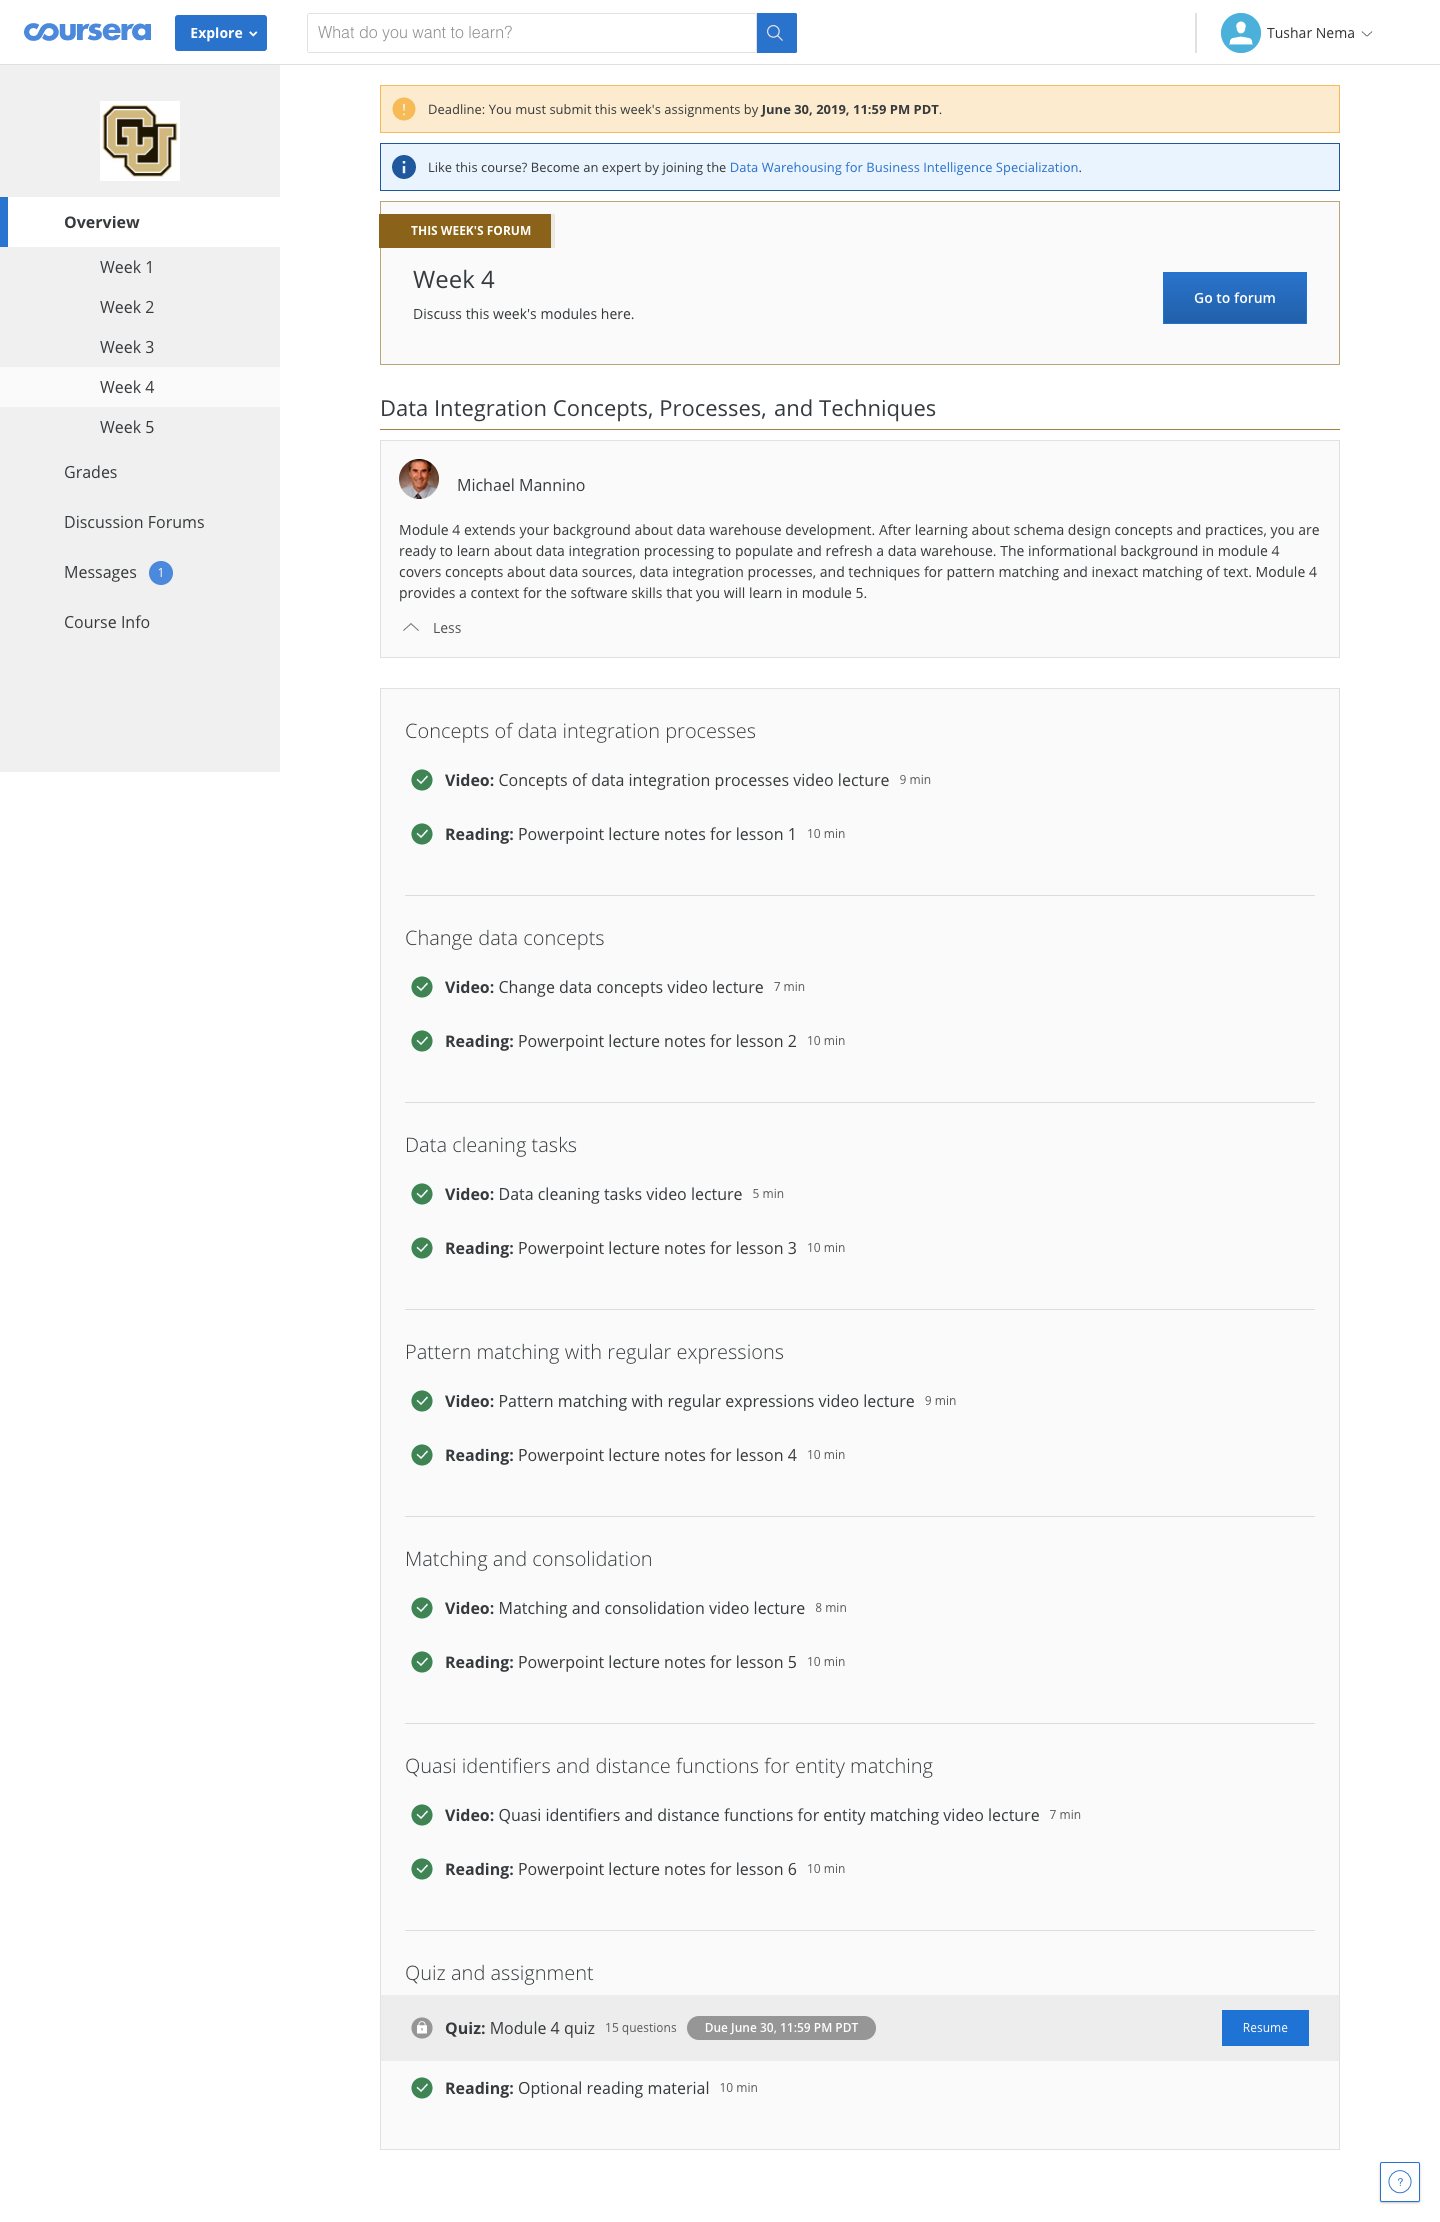 coursera
Explore
What do you want to learn?
Tushar Nema
CU
Overview
Week 1
Week 2
Week 3
Week 4
Week 5
Grades
Discussion Forums
Messages 1
Course Info
Deadline: You must submit this week's assignments by June 30, 2019, 11:59 PM PDT.
Like this course? Become an expert by joining the Data Warehousing for Business Intelligence Specialization.
THIS WEEK'S FORUM
Week 4
Discuss this week's modules here.
Go to forum
Data Integration Concepts, Processes, and Techniques
Michael Mannino
Module 4 extends your background about data warehouse development. After learning about schema design concepts and practices, you are
ready to learn about data integration processing to populate and refresh a data warehouse. The informational background in module 4
covers concepts about data sources, data integration processes, and techniques for pattern matching and inexact matching of text. Module 4
provides a context for the software skills that you will learn in module 5.
Less
Concepts of data integration processes
Video: Concepts of data integration processes video lecture 9 min
Reading: Powerpoint lecture notes for lesson 1 10 min
Change data concepts
Video: Change data concepts video lecture 7 min
Reading: Powerpoint lecture notes for lesson 2 10 min
Data cleaning tasks
Video: Data cleaning tasks video lecture 5 min
Reading: Powerpoint lecture notes for lesson 3 10 min
Pattern matching with regular expressions
Video: Pattern matching with regular expressions video lecture 9 min
Reading: Powerpoint lecture notes for lesson 4 10 min
Matching and consolidation
Video: Matching and consolidation video lecture 8 min
Reading: Powerpoint lecture notes for lesson 5 10 min
Quasi identifiers and distance functions for entity matching
Video: Quasi identifiers and distance functions for entity matching video lecture 7 min
Reading: Powerpoint lecture notes for lesson 6 10 min
Quiz and assignment
Quiz: Module 4 quiz 15 questions Due June 30, 11:59 PM PDT Resume
Reading: Optional reading material 10 min
?